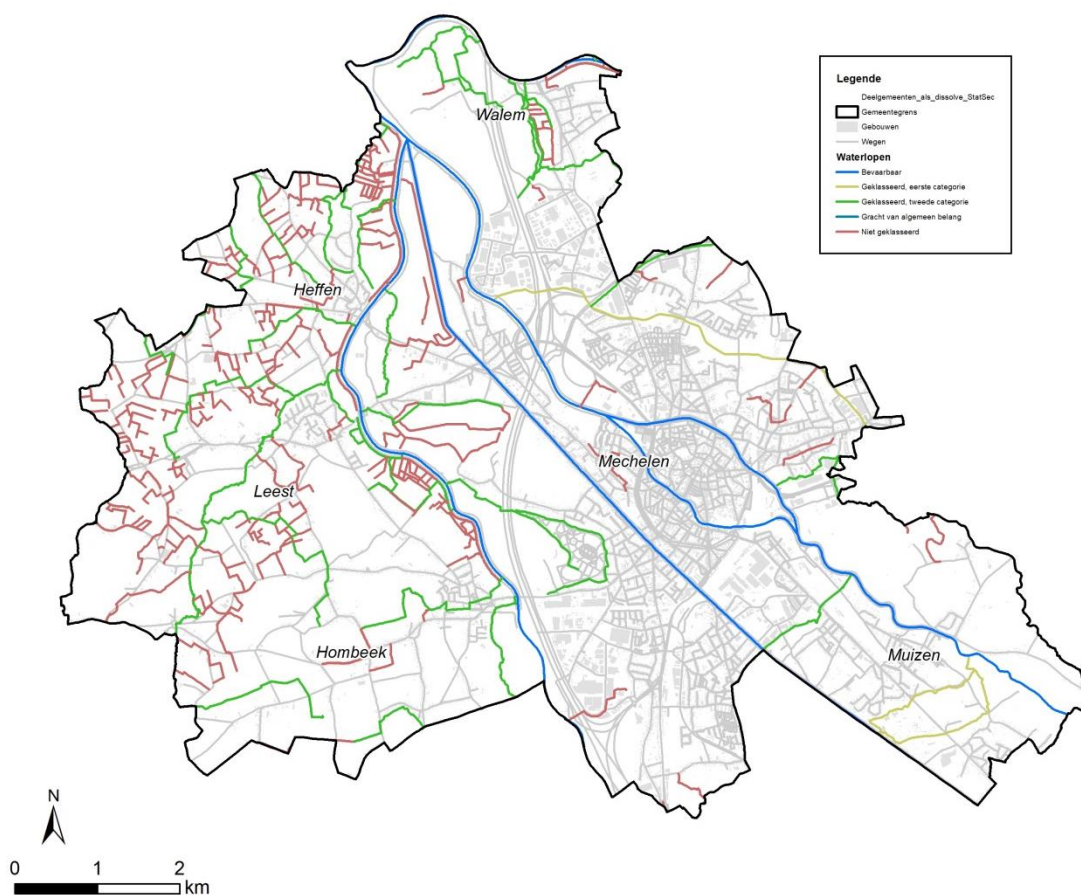 Legende
Deelgemeenten_als_dissolve_StatSec
Gemeentegrens
Gebouwen
Wegen
Waterlopen
Bevaarbaar
Geklasseerd, eerste categorie
Geklasseerd, tweede categorie
Gracht van algemeen belang
Niet geklasseerd
Walem
Heffen
Mechelen
Leest
Hombeek
Muizen
N
0 1 2
km